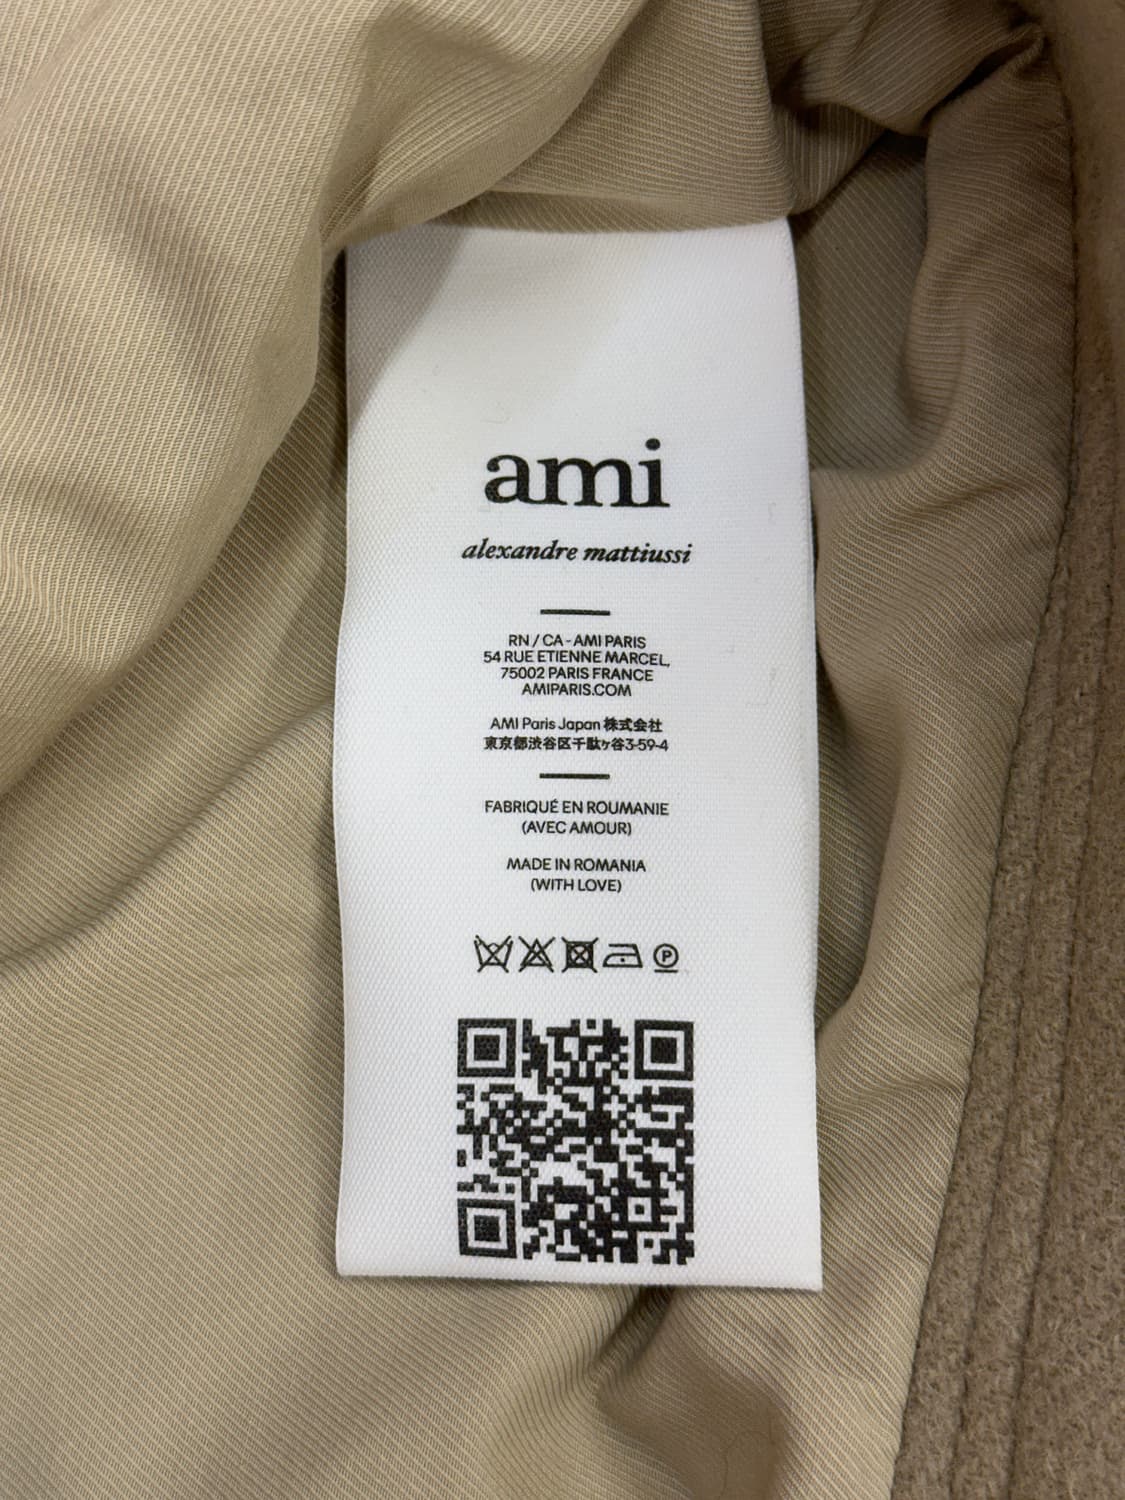 ami
alexandre mattiussi
RN / CA - AMI PARIS
54 RUE ETIENNE MARCEL,
75002 PARIS FRANCE
AMIPARIS.COM
AMI Paris Japan 株式会社
東京都渋谷区千駄ヶ谷3-59-4
FABRIQUÉ EN ROUMANIE
(AVEC AMOUR)
MADE IN ROMANIA
(WITH LOVE)
P